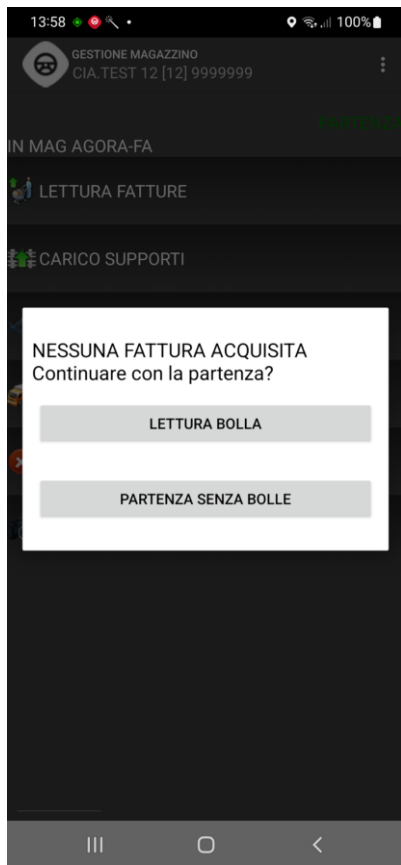 13:58
100%
GESTIONE MAGAZZINO
CIA.TEST 12 [12] 9999999
PARTENZA
IN MAG AGORA-FA
LETTURA FATTURE
CARICO SUPPORTI
NESSUNA FATTURA ACQUISITA
Continuare con la partenza?
LETTURA BOLLA
PARTENZA SENZA BOLLE